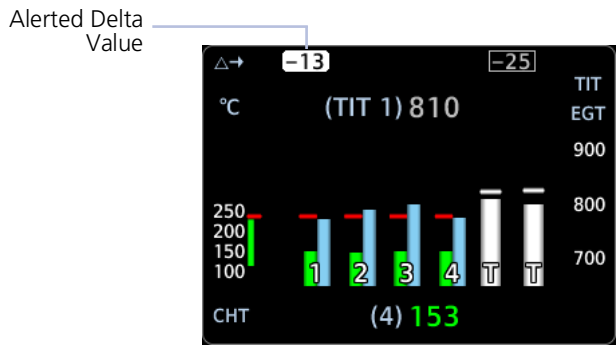 Alerted Delta
Value
△→ −13 −25
TIT
°C (TIT 1) 810 EGT
900
250 800
200
150 700
100 1 2 3 4 T T
CHT (4) 153